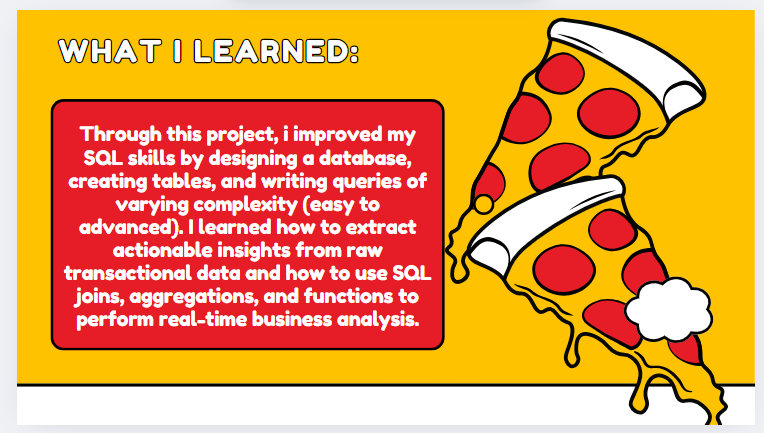 WHAT I LEARNED:
Through this project, i improved my
SQL skills by designing a database,
creating tables, and writing queries of
varying complexity (easy to
advanced). I learned how to extract
actionable insights from raw
transactional data and how to use SQL
joins, aggregations, and functions to
perform real-time business analysis.